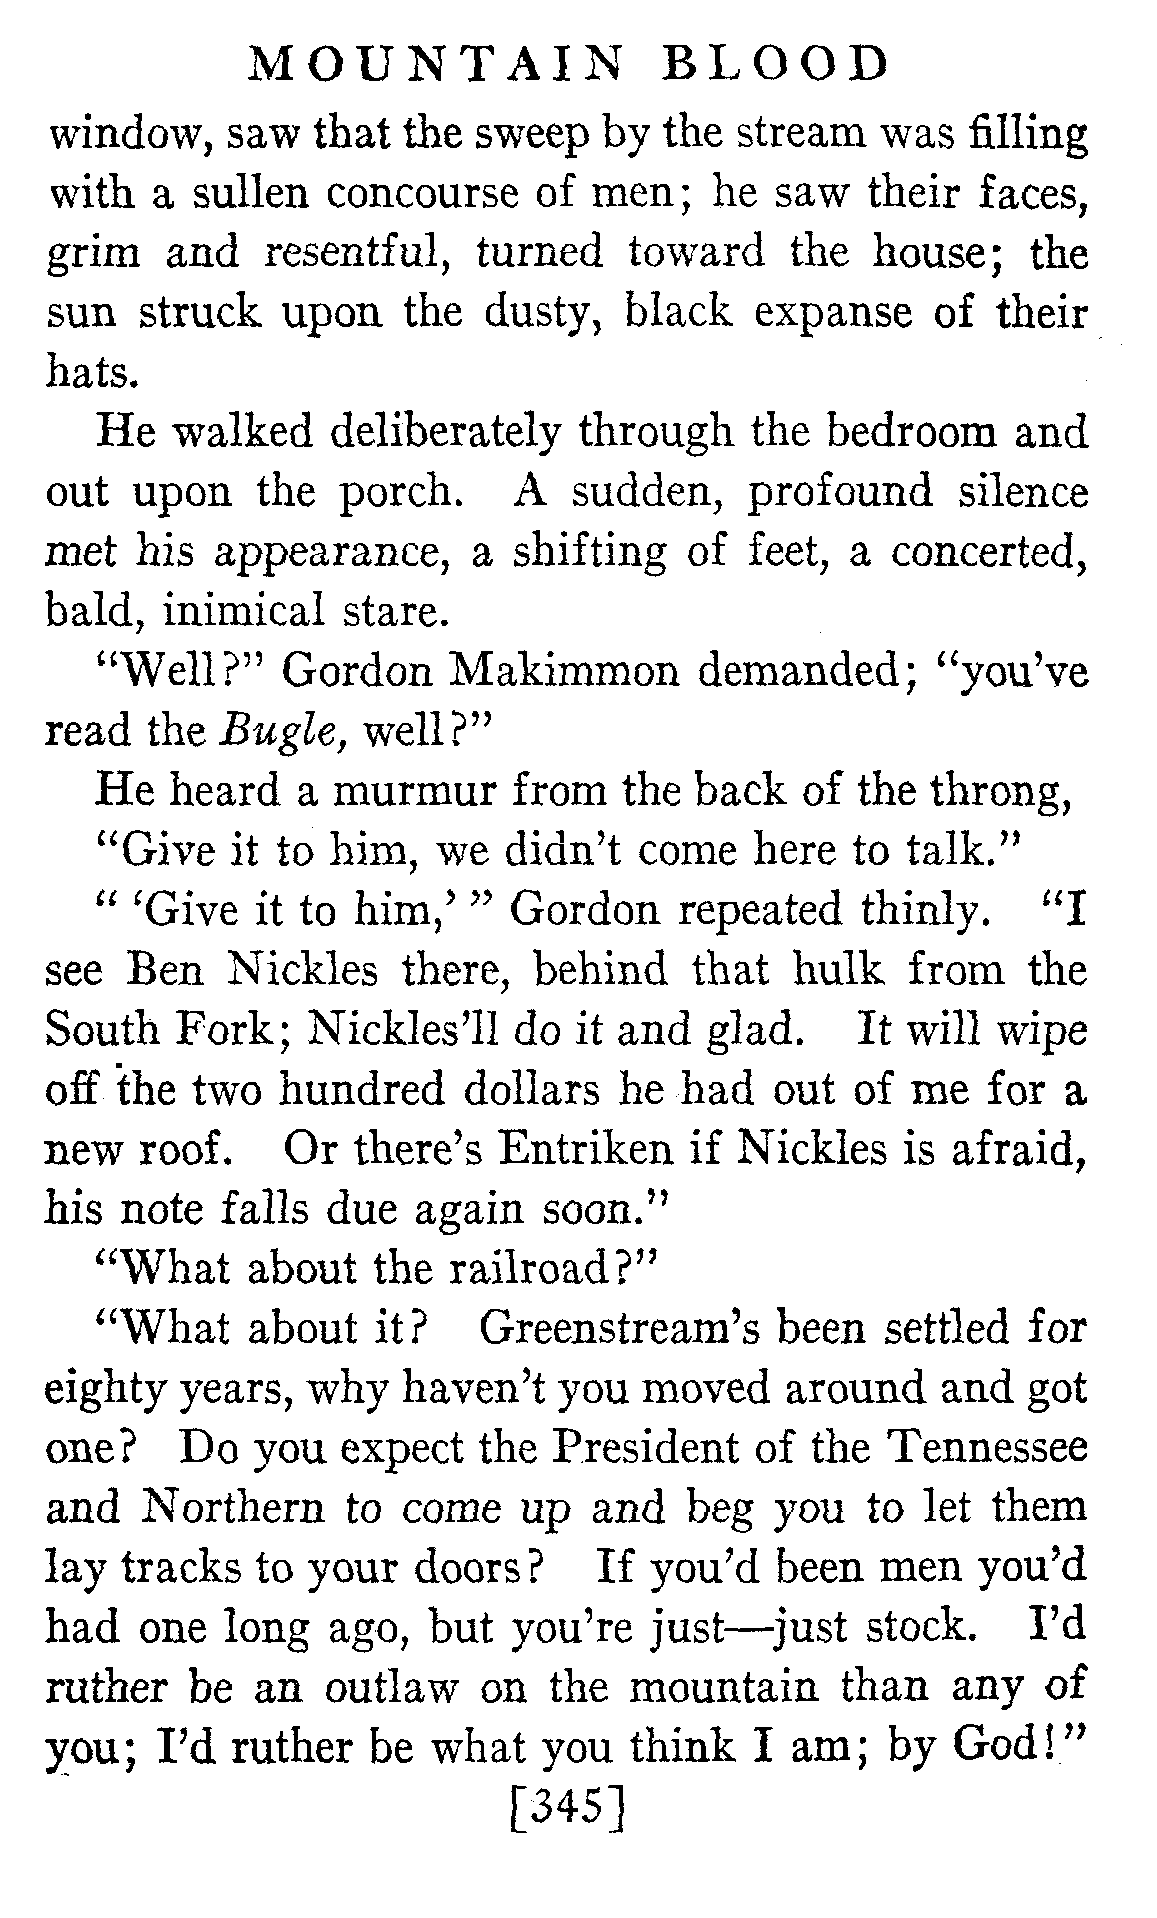 MOUNTAIN BLOOD
window, saw that the sweep by the stream was filling
with a sullen concourse of men; he saw their faces,
grim and resentful, turned toward the house; the
sun struck upon the dusty, black expanse of their
hats.
He walked deliberately through the bedroom and
out upon the porch. A sudden, profound silence
met his appearance, a shifting of feet, a concerted,
bald, inimical stare.
“Well?” Gordon Makimmon demanded; “you’ve
read the Bugle, well?”
He heard a murmur from the back of the throng,
“Give it to him, we didn’t come here to talk.”
“ ‘Give it to him,’ ” Gordon repeated thinly. “I
see Ben Nickles there, behind that hulk from the
South Fork; Nickles’ll do it and glad. It will wipe
off the two hundred dollars he had out of me for a
new roof. Or there’s Entriken if Nickles is afraid,
his note falls due again soon.”
“What about the railroad?”
“What about it? Greenstream’s been settled for
eighty years, why haven’t you moved around and got
one? Do you expect the President of the Tennessee
and Northern to come up and beg you to let them
lay tracks to your doors? If you’d been men you’d
had one long ago, but you’re just—just stock. I’d
ruther be an outlaw on the mountain than any of
you; I’d ruther be what you think I am; by God!”
[345]